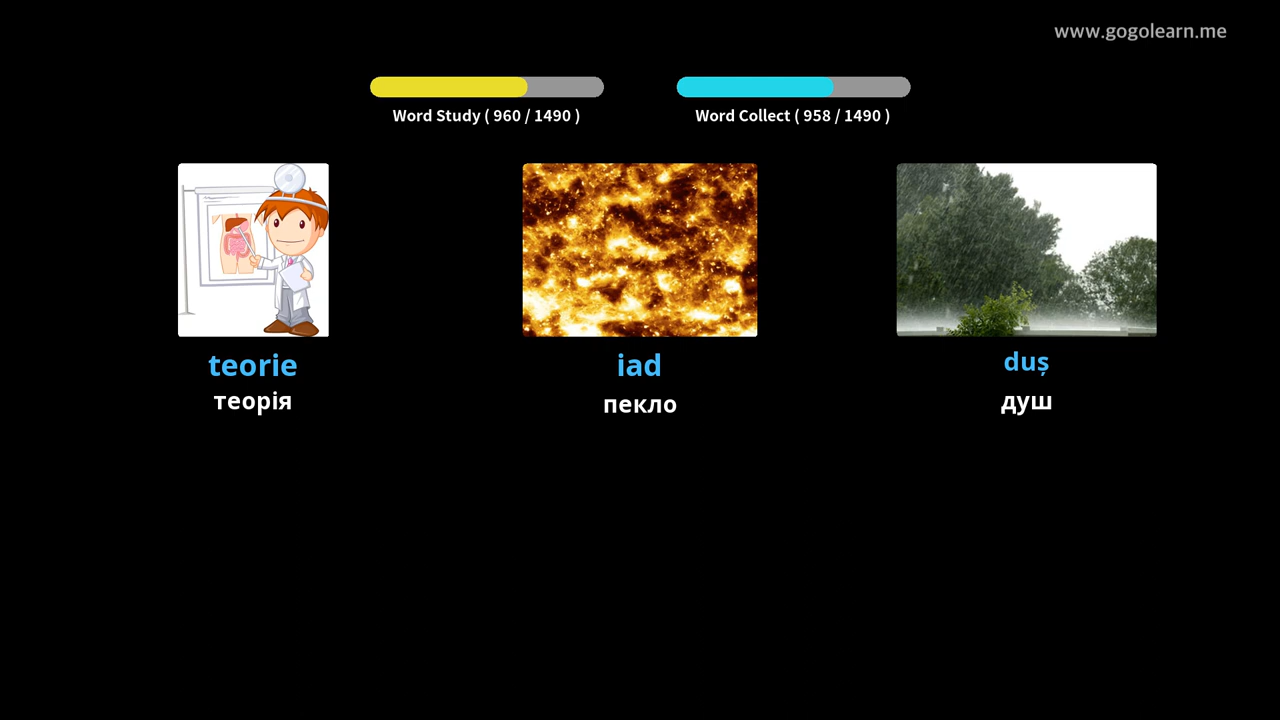 www.gogolearn.me
Word Study ( 960 / 1490 )
Word Collect ( 958 / 1490 )
teorie
теорія
iad
пекло
duș
душ